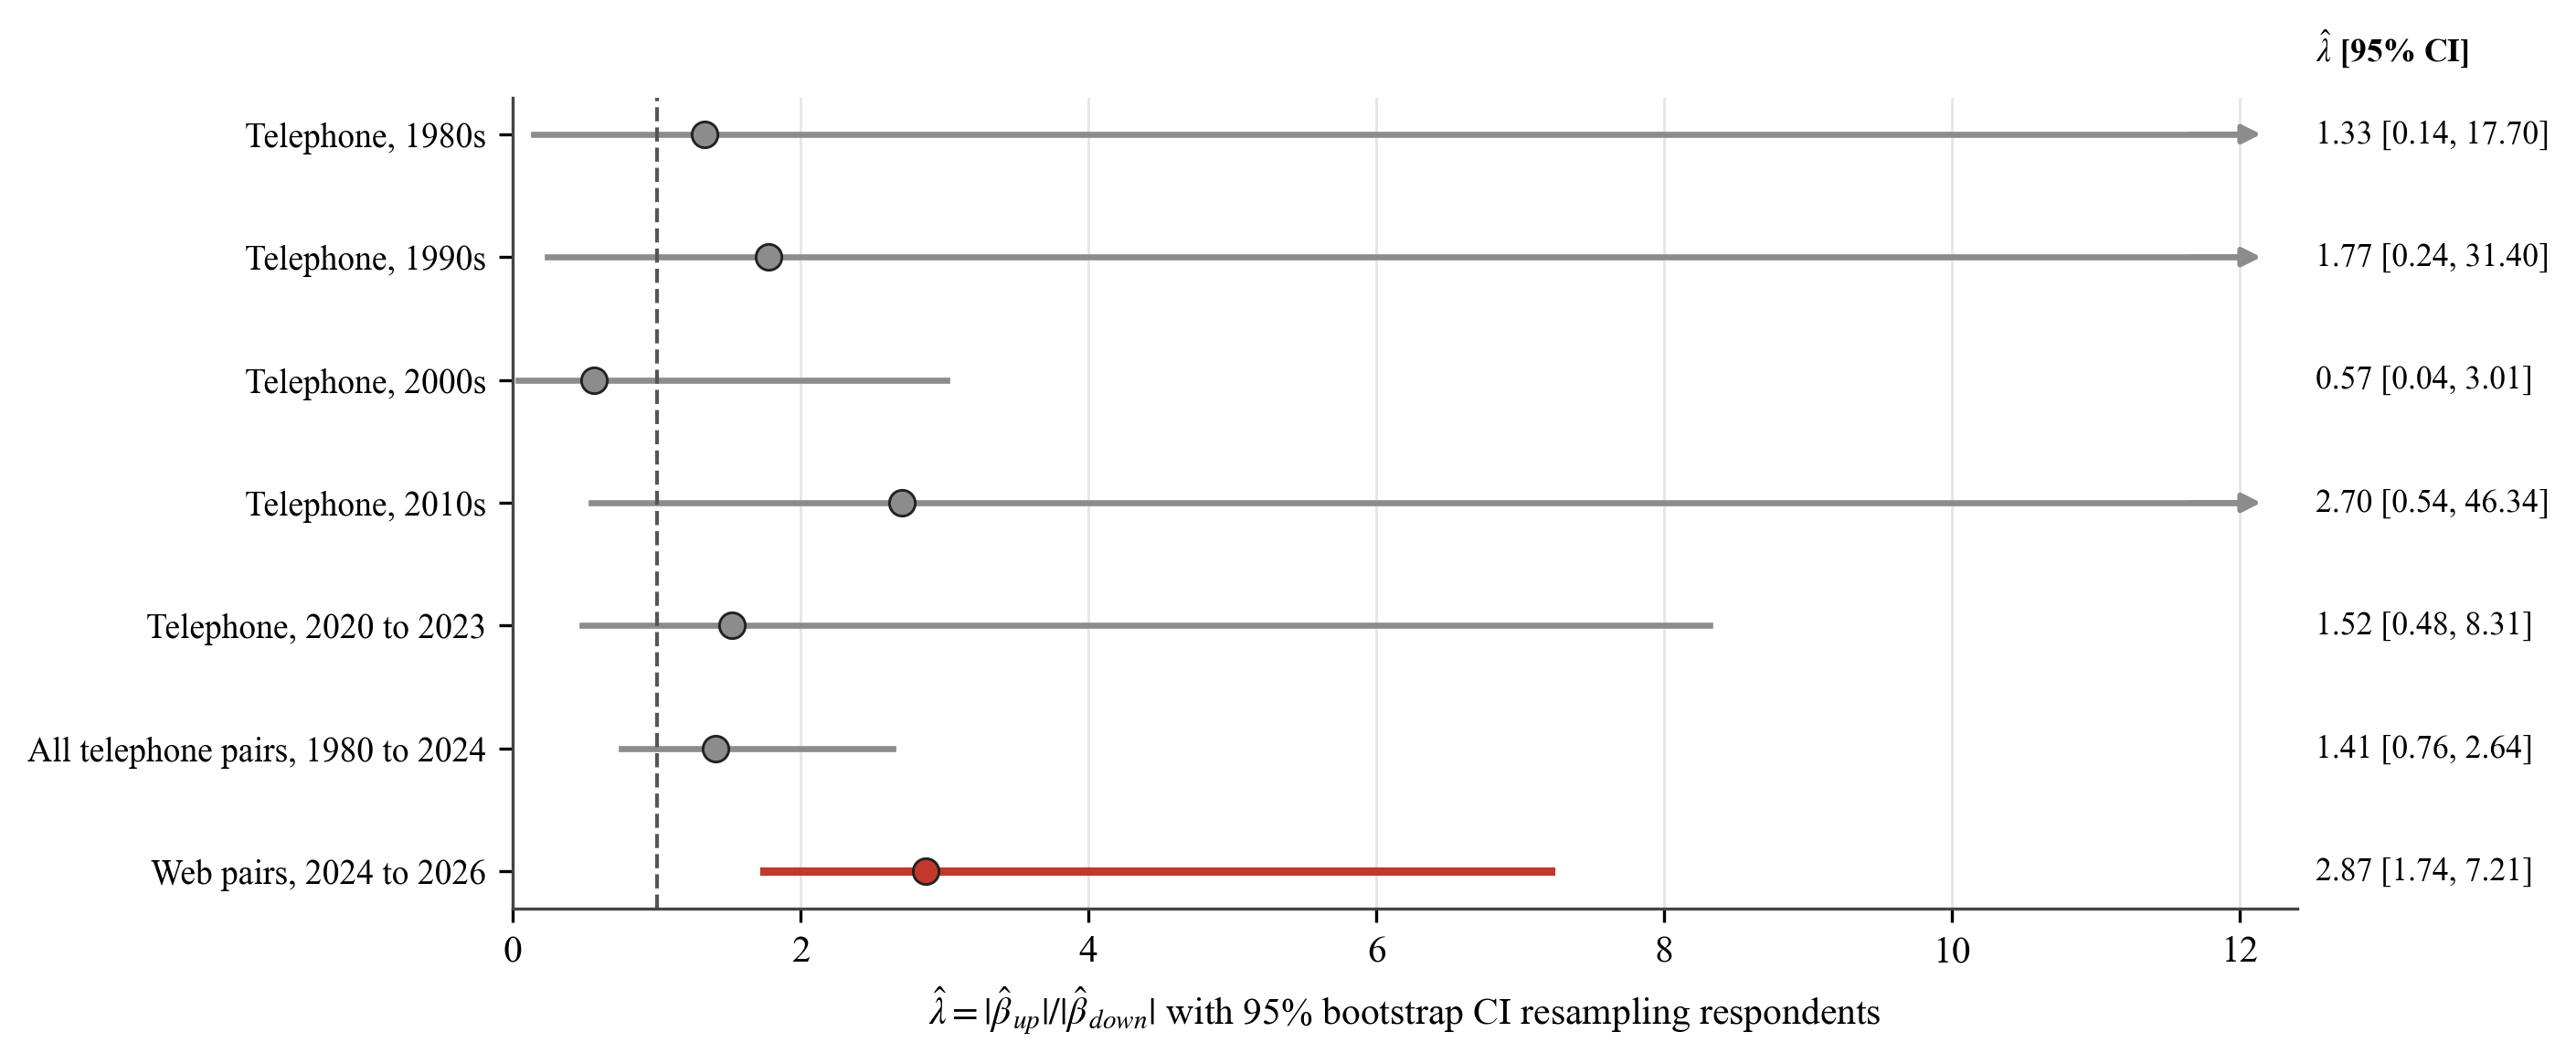 λ̂ [95% CI]
Telephone, 1980s 1.33 [0.14, 17.70]
Telephone, 1990s 1.77 [0.24, 31.40]
Telephone, 2000s 0.57 [0.04, 3.01]
Telephone, 2010s 2.70 [0.54, 46.34]
Telephone, 2020 to 2023 1.52 [0.48, 8.31]
All telephone pairs, 1980 to 2024 1.41 [0.76, 2.64]
Web pairs, 2024 to 2026 2.87 [1.74, 7.21]
0 2 4 6 8 10 12
λ̂ = |β̂up|/|β̂down| with 95% bootstrap CI resampling respondents